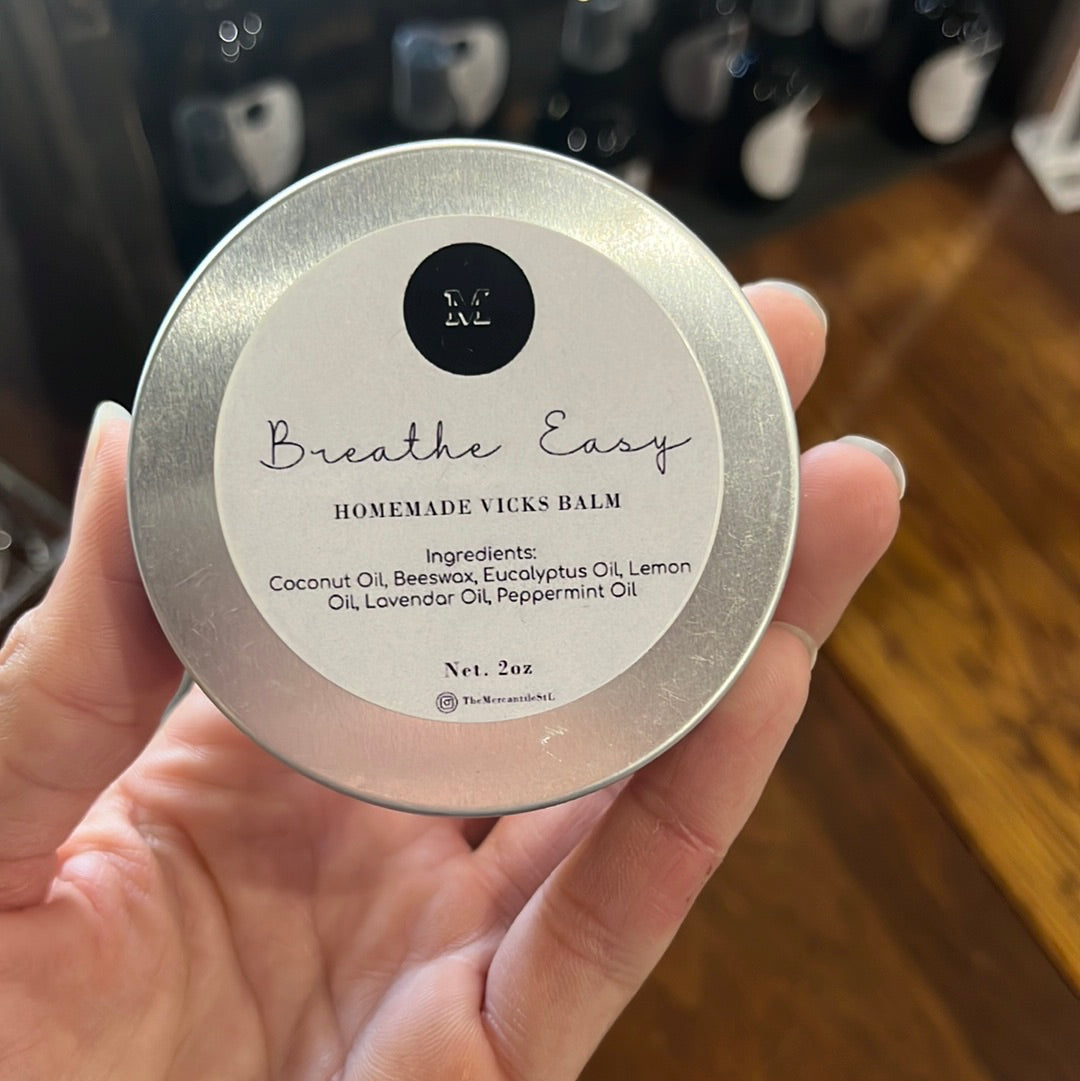 M
Breathe Easy
HOMEMADE VICKS BALM
Ingredients:
Coconut Oil, Beeswax, Eucalyptus Oil, Lemon
Oil, Lavendar Oil, Peppermint Oil
Net. 2oz
TheMercantileStL